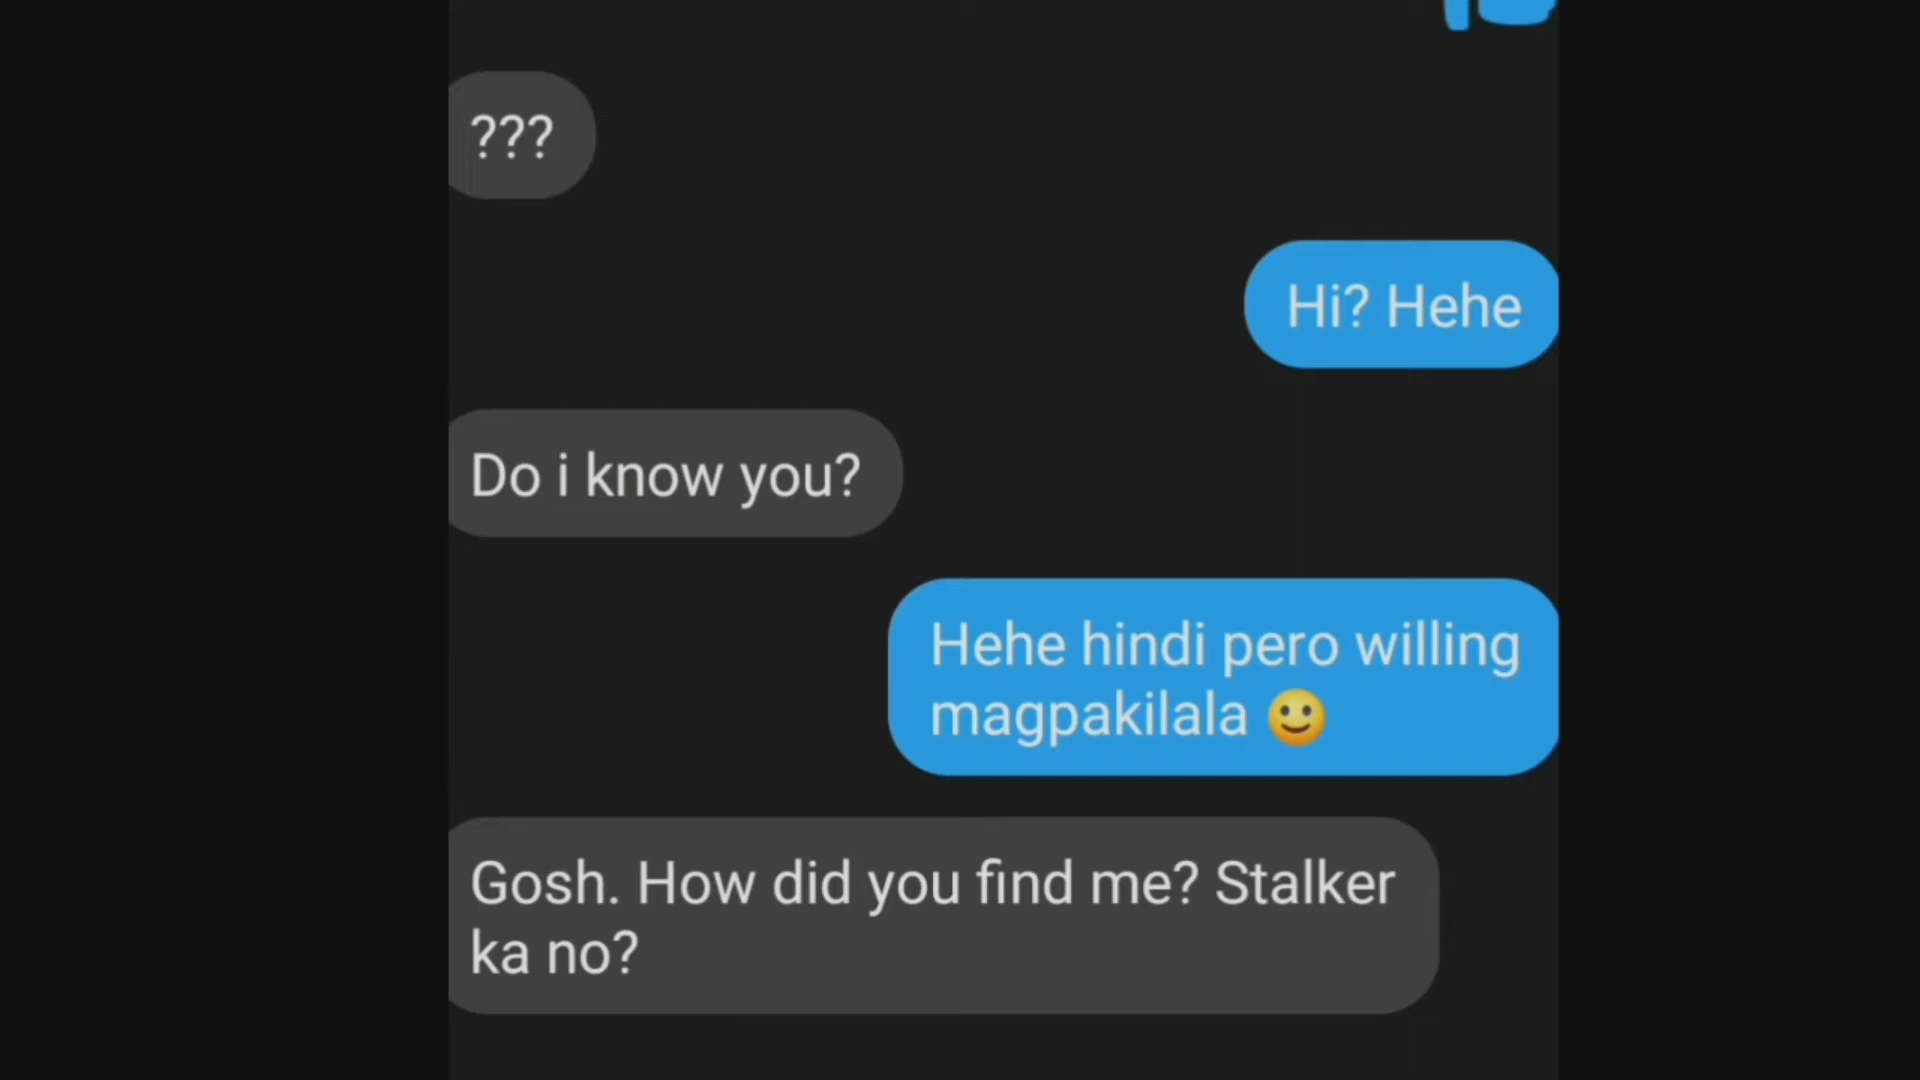 ???
Hi? Hehe
Do i know you?
Hehe hindi pero willing
magpakilala 🙂
Gosh. How did you find me? Stalker
ka no?